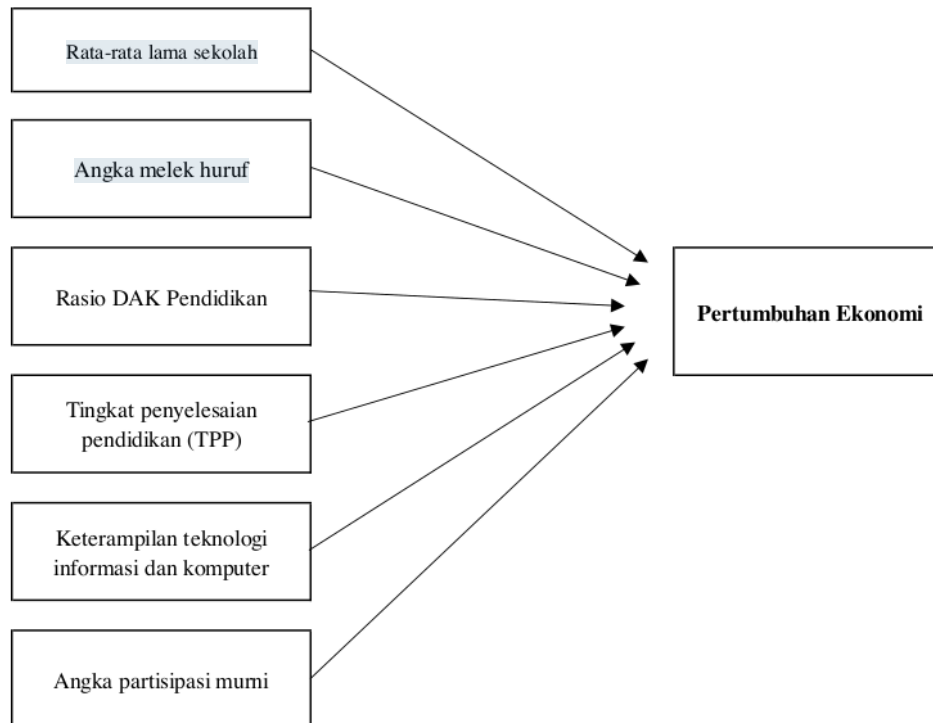 Rata-rata lama sekolah
Angka melek huruf
Rasio DAK Pendidikan
Tingkat penyelesaian
pendidikan (TPP)
Keterampilan teknologi
informasi dan komputer
Angka partisipasi murni
Pertumbuhan Ekonomi